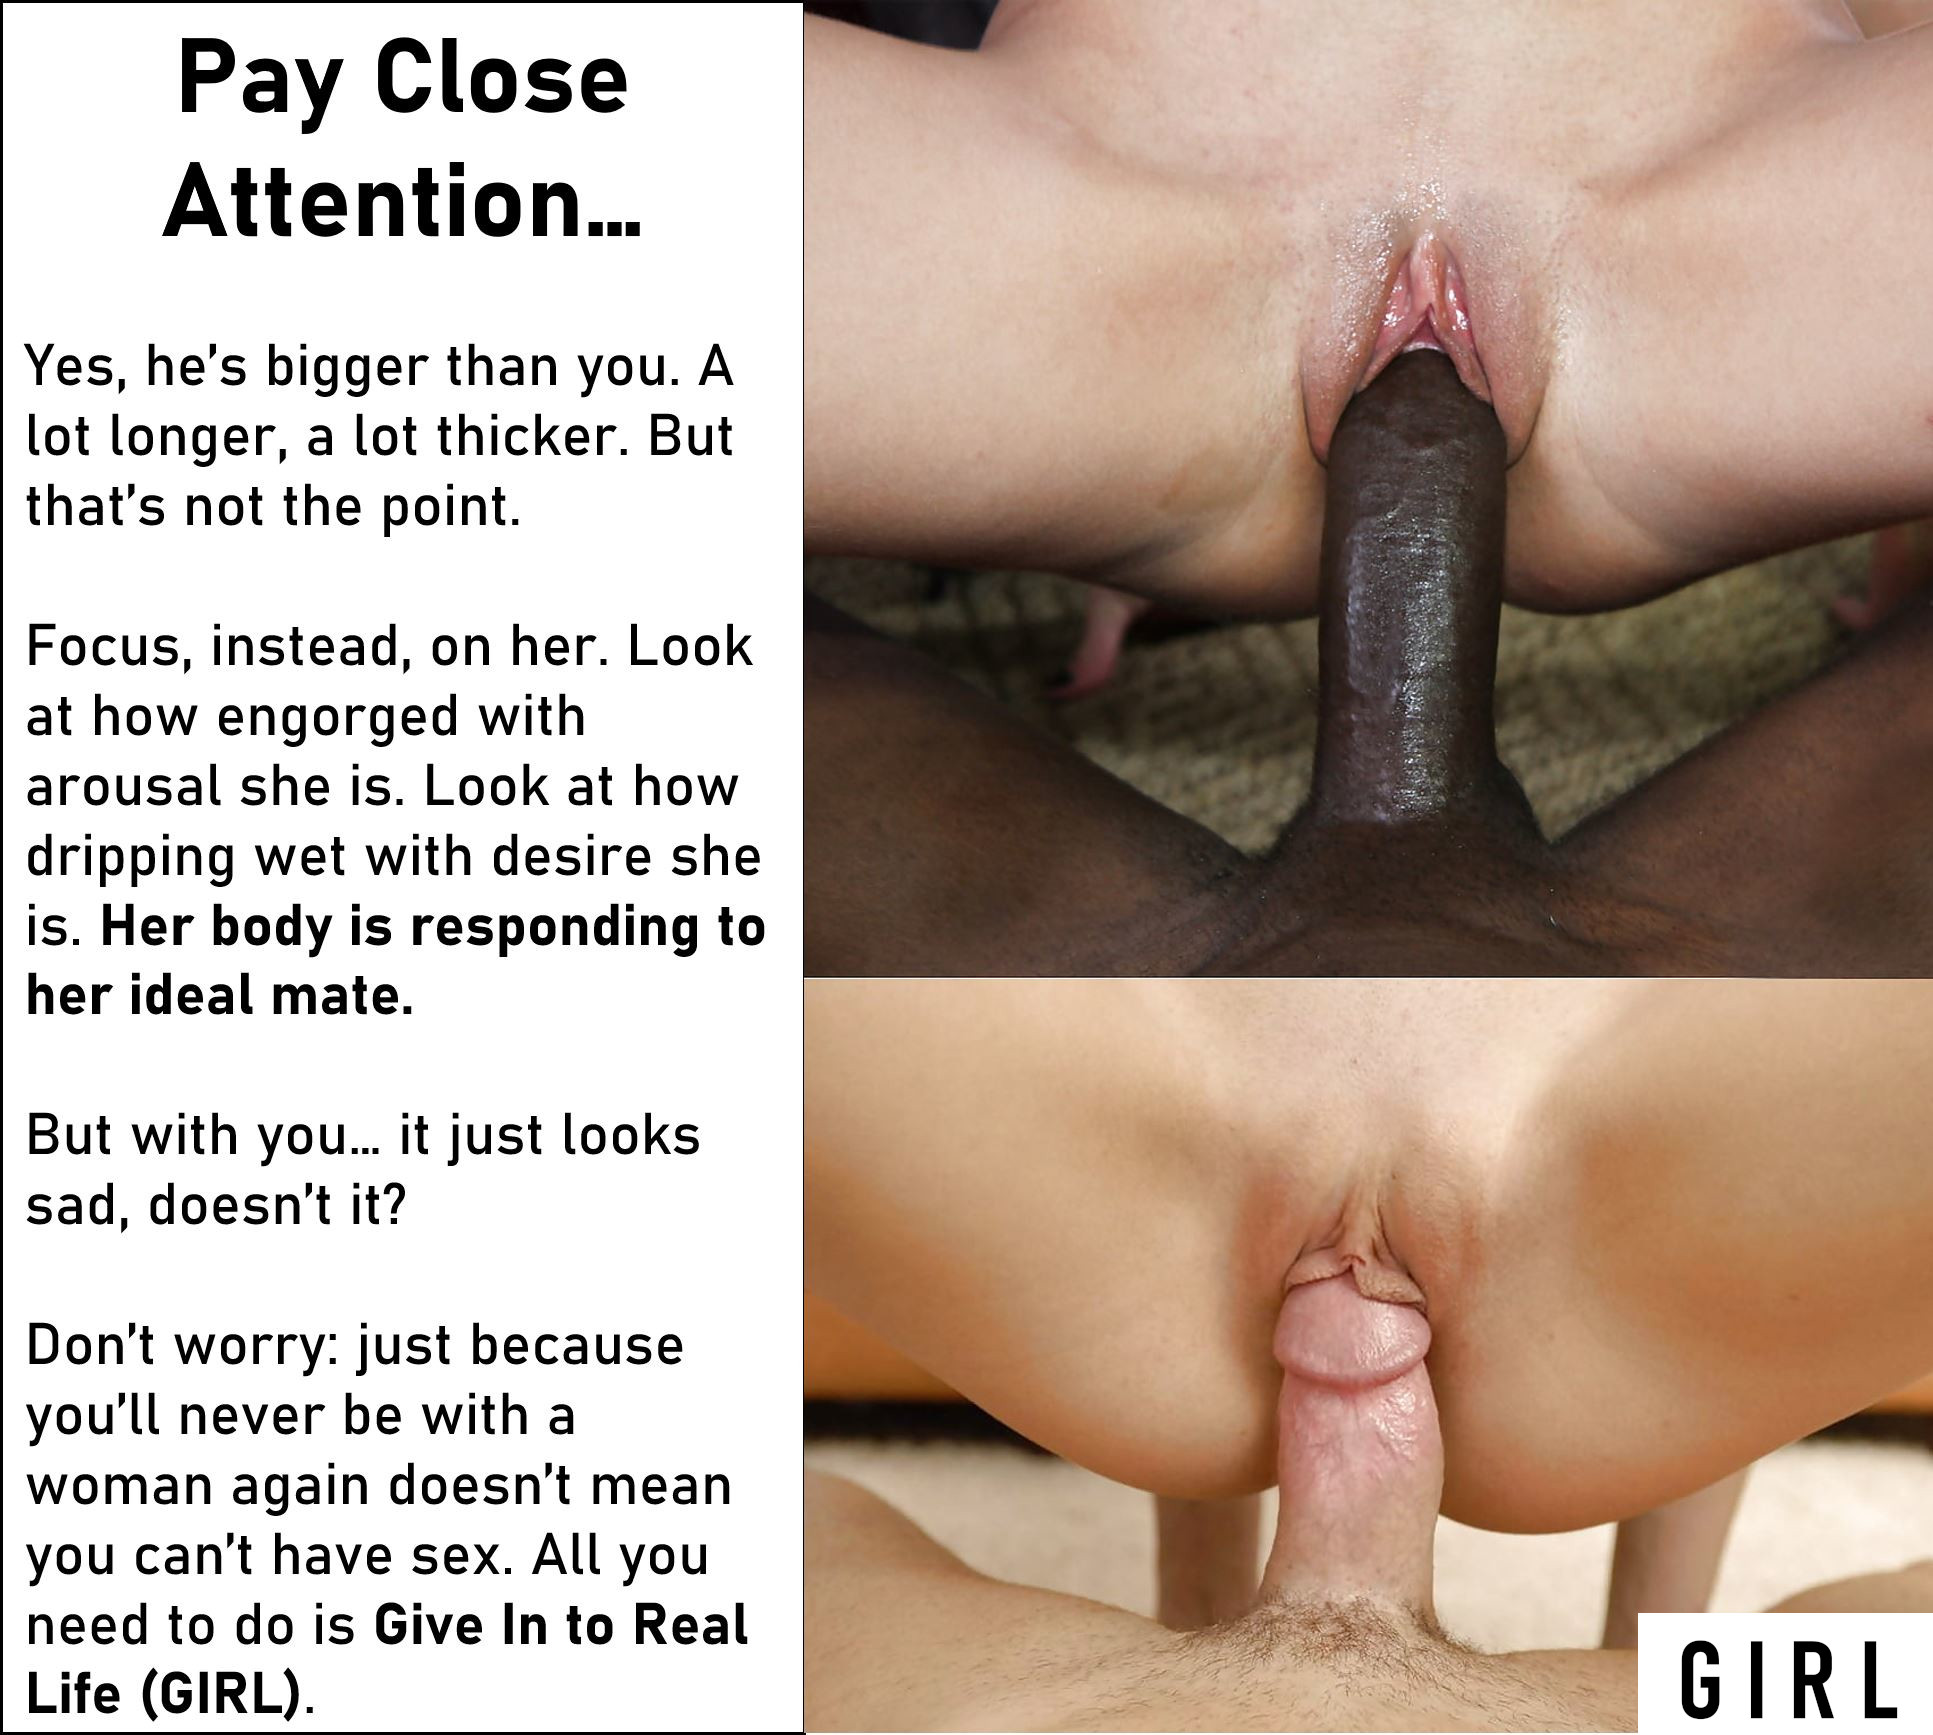 Pay Close
Attention...
Yes, he's bigger than you. A
lot longer, a lot thicker. But
that's not the point.
Focus, instead, on her. Look
at how engorged with
arousal she is. Look at how
dripping wet with desire she
is. Her body is responding to
her ideal mate.
But with you... it just looks
sad, doesn't it?
Don't worry: just because
you'll never be with a
woman again doesn't mean
you can't have sex. All you
need to do is Give In to Real
Life (GIRL).
GIRL